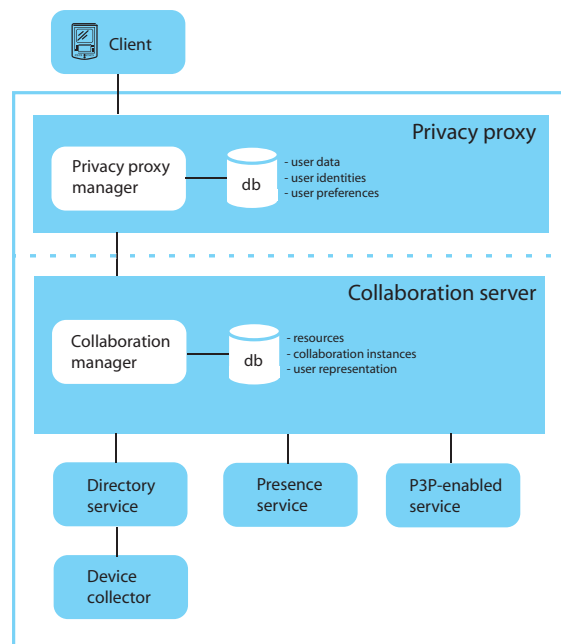 Client
Privacy proxy
Privacy proxy
manager
db
- user data
- user identities
- user preferences
Collaboration server
Collaboration
manager
db
- resources
- collaboration instances
- user representation
Directory
service
Presence
service
P3P-enabled
service
Device
collector